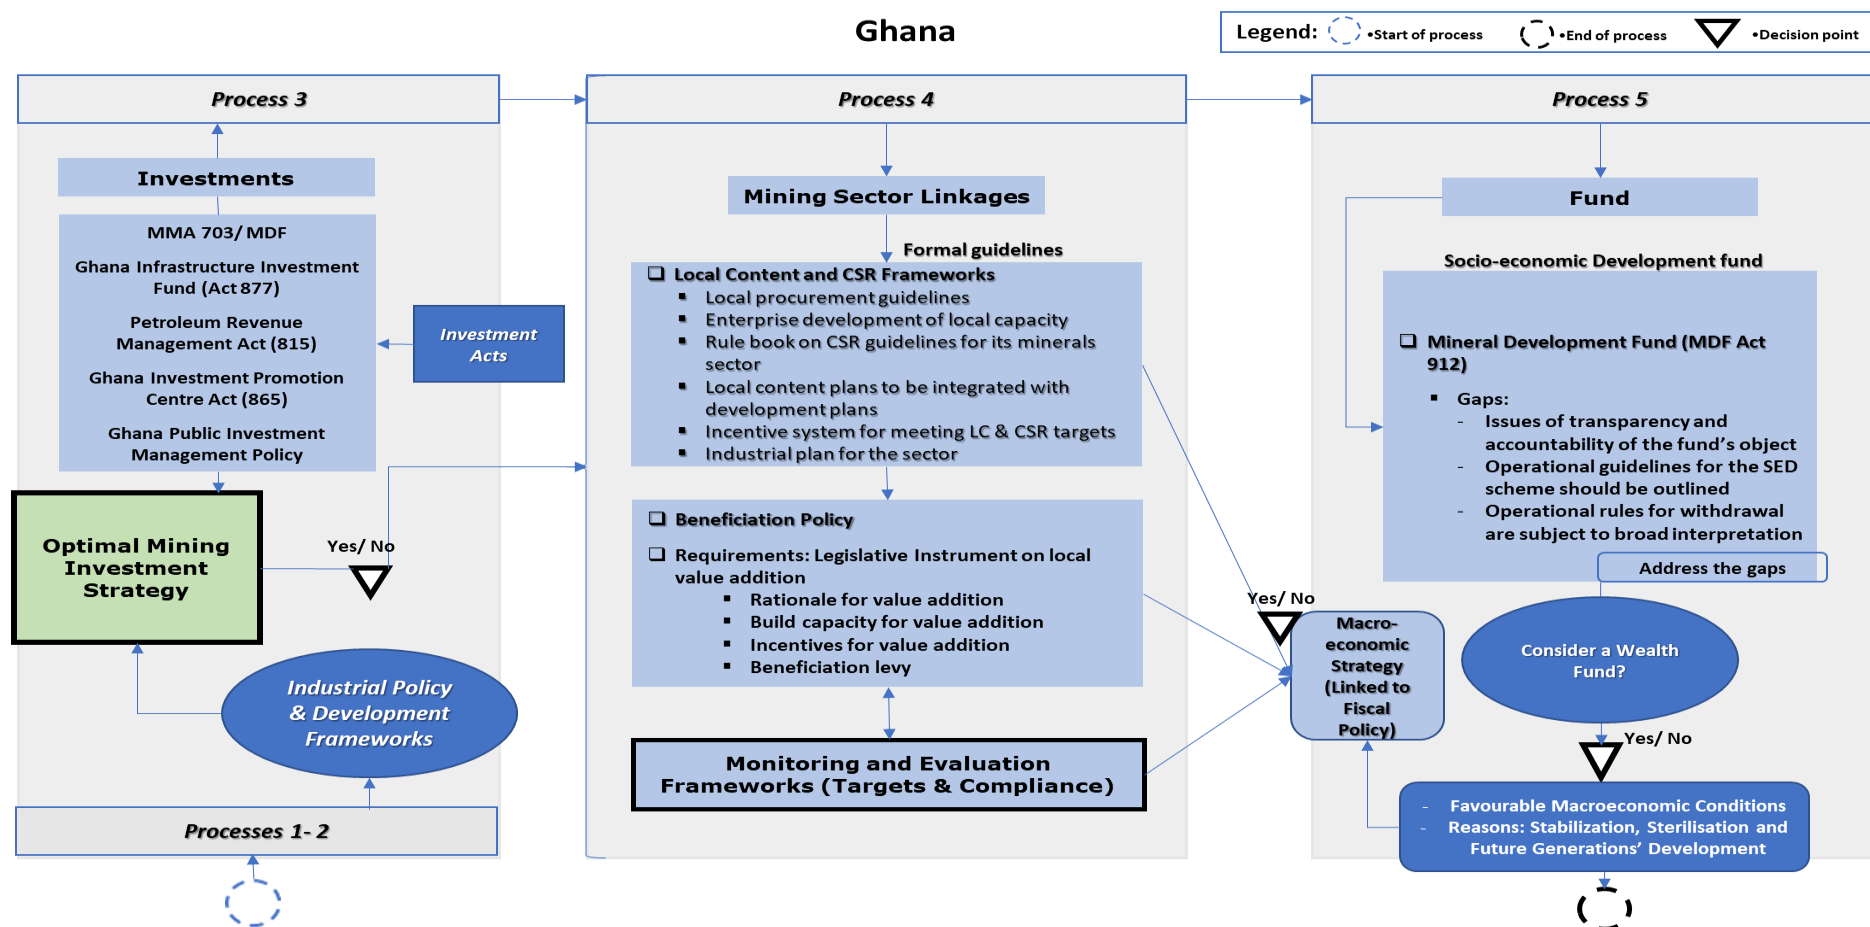 Ghana
Legend:
•Start of process
•End of process
•Decision point
Process 3
Investments
MMA 703/ MDF
Ghana Infrastructure Investment
Fund (Act 877)
Petroleum Revenue
Management Act (815)
Ghana Investment Promotion
Centre Act (865)
Ghana Public Investment
Management Policy
Investment
Acts
Optimal Mining
Investment
Strategy
Yes/ No
Industrial Policy
& Development
Frameworks
Processes 1- 2
Process 4
Mining Sector Linkages
Formal guidelines
❑ Local Content and CSR Frameworks
▪ Local procurement guidelines
▪ Enterprise development of local capacity
▪ Rule book on CSR guidelines for its minerals
sector
▪ Local content plans to be integrated with
development plans
▪ Incentive system for meeting LC & CSR targets
▪ Industrial plan for the sector
❑ Beneficiation Policy
❑ Requirements: Legislative Instrument on local
value addition
▪ Rationale for value addition
▪ Build capacity for value addition
▪ Incentives for value addition
▪ Beneficiation levy
Monitoring and Evaluation
Frameworks (Targets & Compliance)
Process 5
Fund
Socio-economic Development fund
❑ Mineral Development Fund (MDF Act
912)
▪ Gaps:
- Issues of transparency and
accountability of the fund's object
- Operational guidelines for the SED
scheme should be outlined
- Operational rules for withdrawal
are subject to broad interpretation
Address the gaps
Yes/ No
Macro-
economic
Strategy
(Linked to
Fiscal
Policy)
Consider a Wealth
Fund?
Yes/ No
- Favourable Macroeconomic Conditions
- Reasons: Stabilization, Sterilisation and
Future Generations' Development